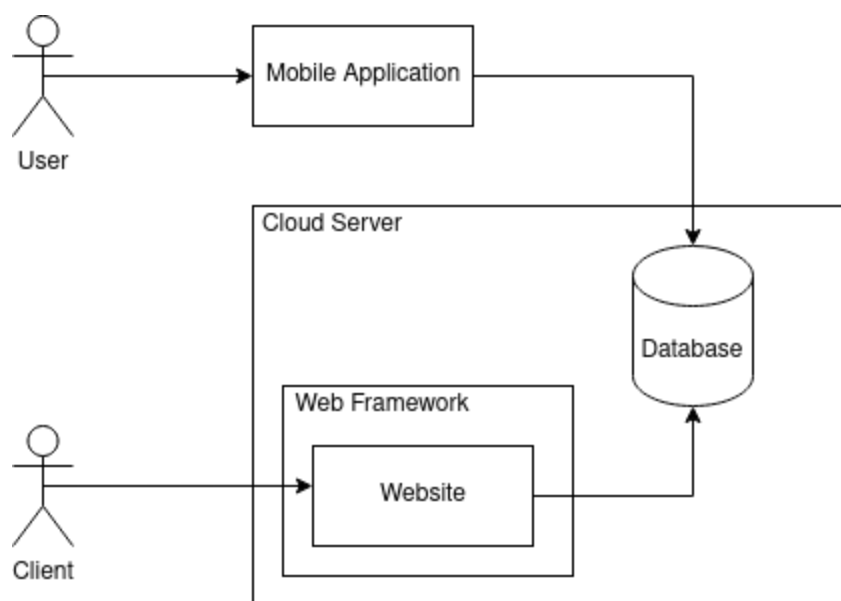 Mobile Application
User
Cloud Server
Database
Web Framework
Website
Client